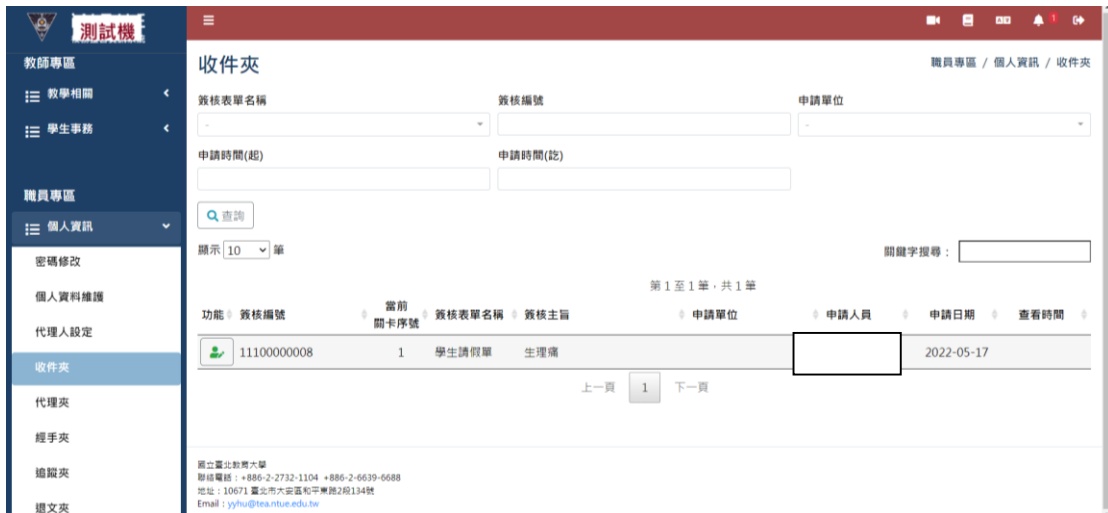 測試機
1
教師專區
教學相關
學生事務
職員專區
個人資訊
密碼修改
個人資料維護
代理人設定
收件夾
代理夾
經手夾
追蹤夾
退文夾
收件夾
職員專區 / 個人資訊 / 收件夾
簽核表單名稱 簽核編號 申請單位
- -
申請時間(起) 申請時間(訖)
查詢
顯示 10 筆 關鍵字搜尋：
第 1 至 1 筆，共 1 筆
功能 簽核編號 當前關卡序號 簽核表單名稱 簽核主旨 申請單位 申請人員 申請日期 查看時間
11100000008 1 學生請假單 生理痛 2022-05-17
上一頁 1 下一頁
國立臺北教育大學
聯絡電話：+886-2-2732-1104 +886-2-6639-6688
地址：10671 臺北市大安區和平東路2段134號
Email：yyhu@tea.ntue.edu.tw